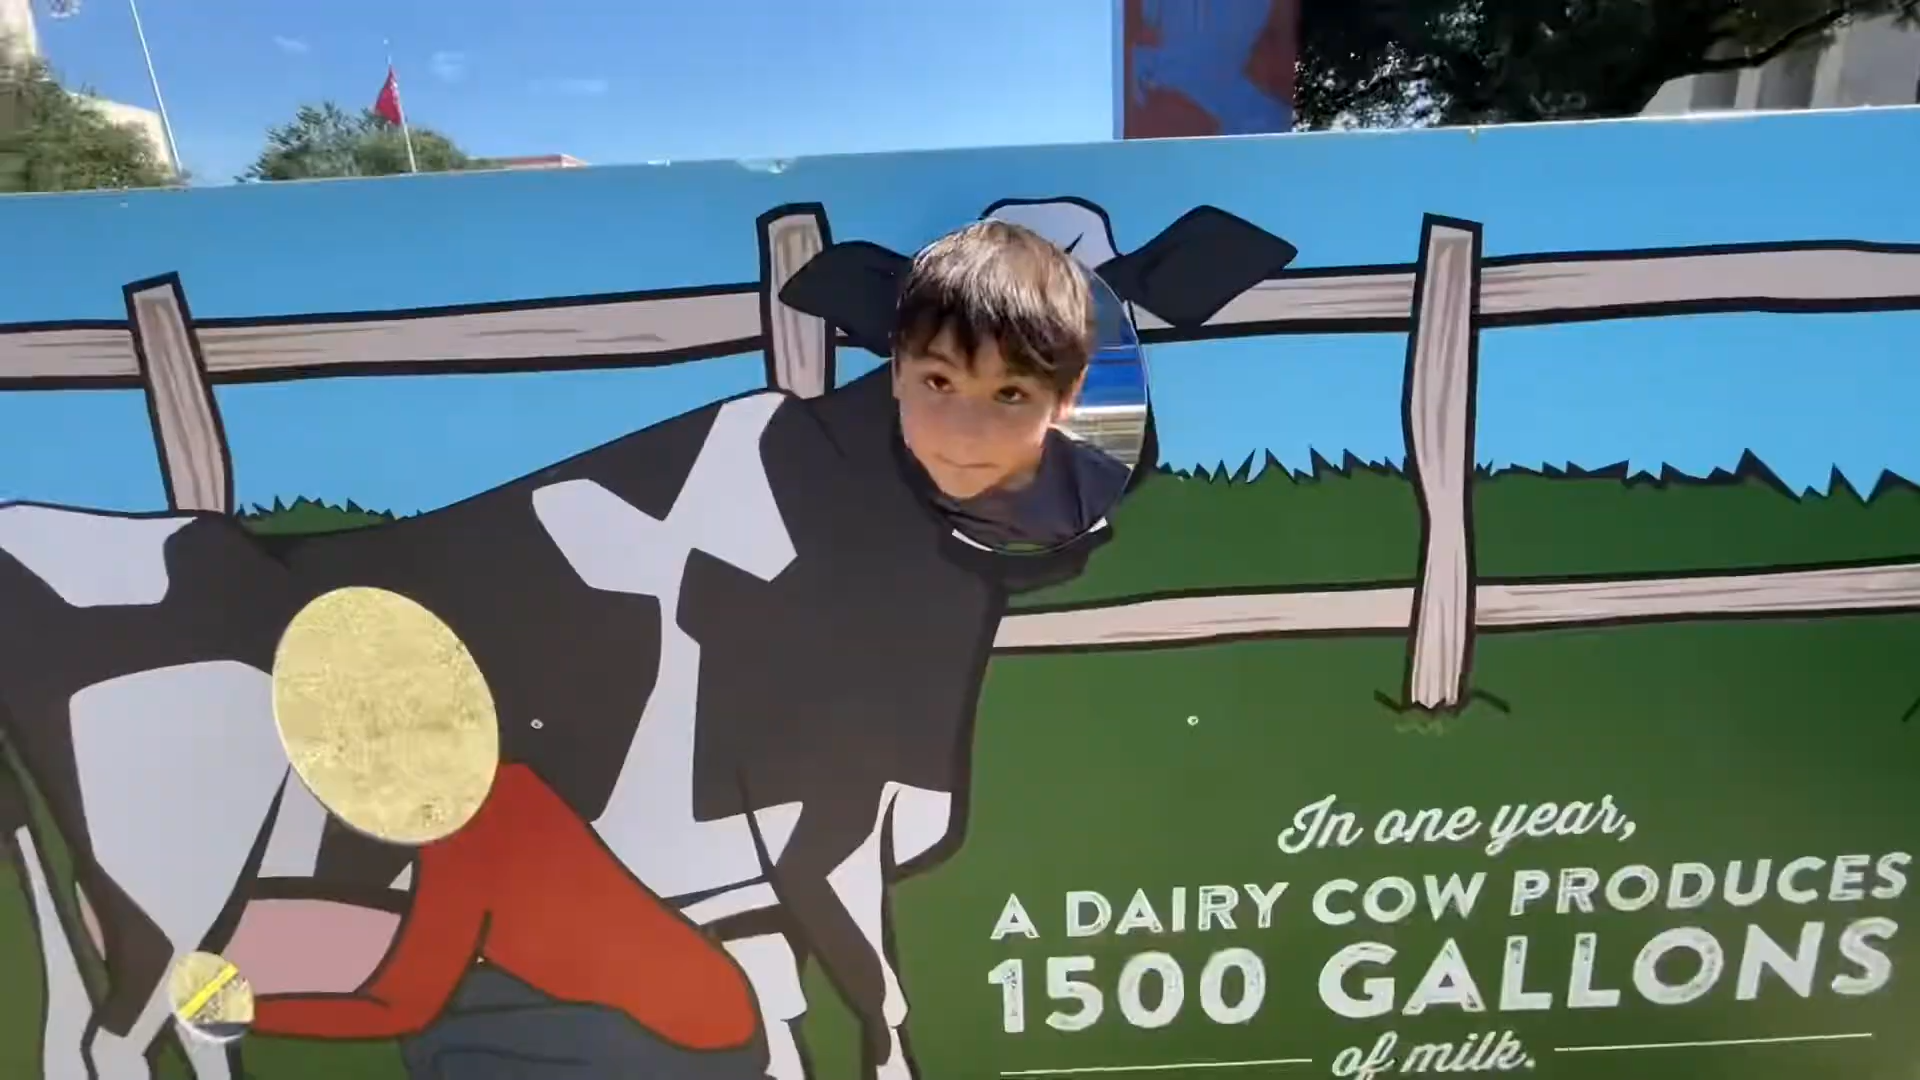 In one year,
A DAIRY COW PRODUCES
1500 GALLONS
of milk.